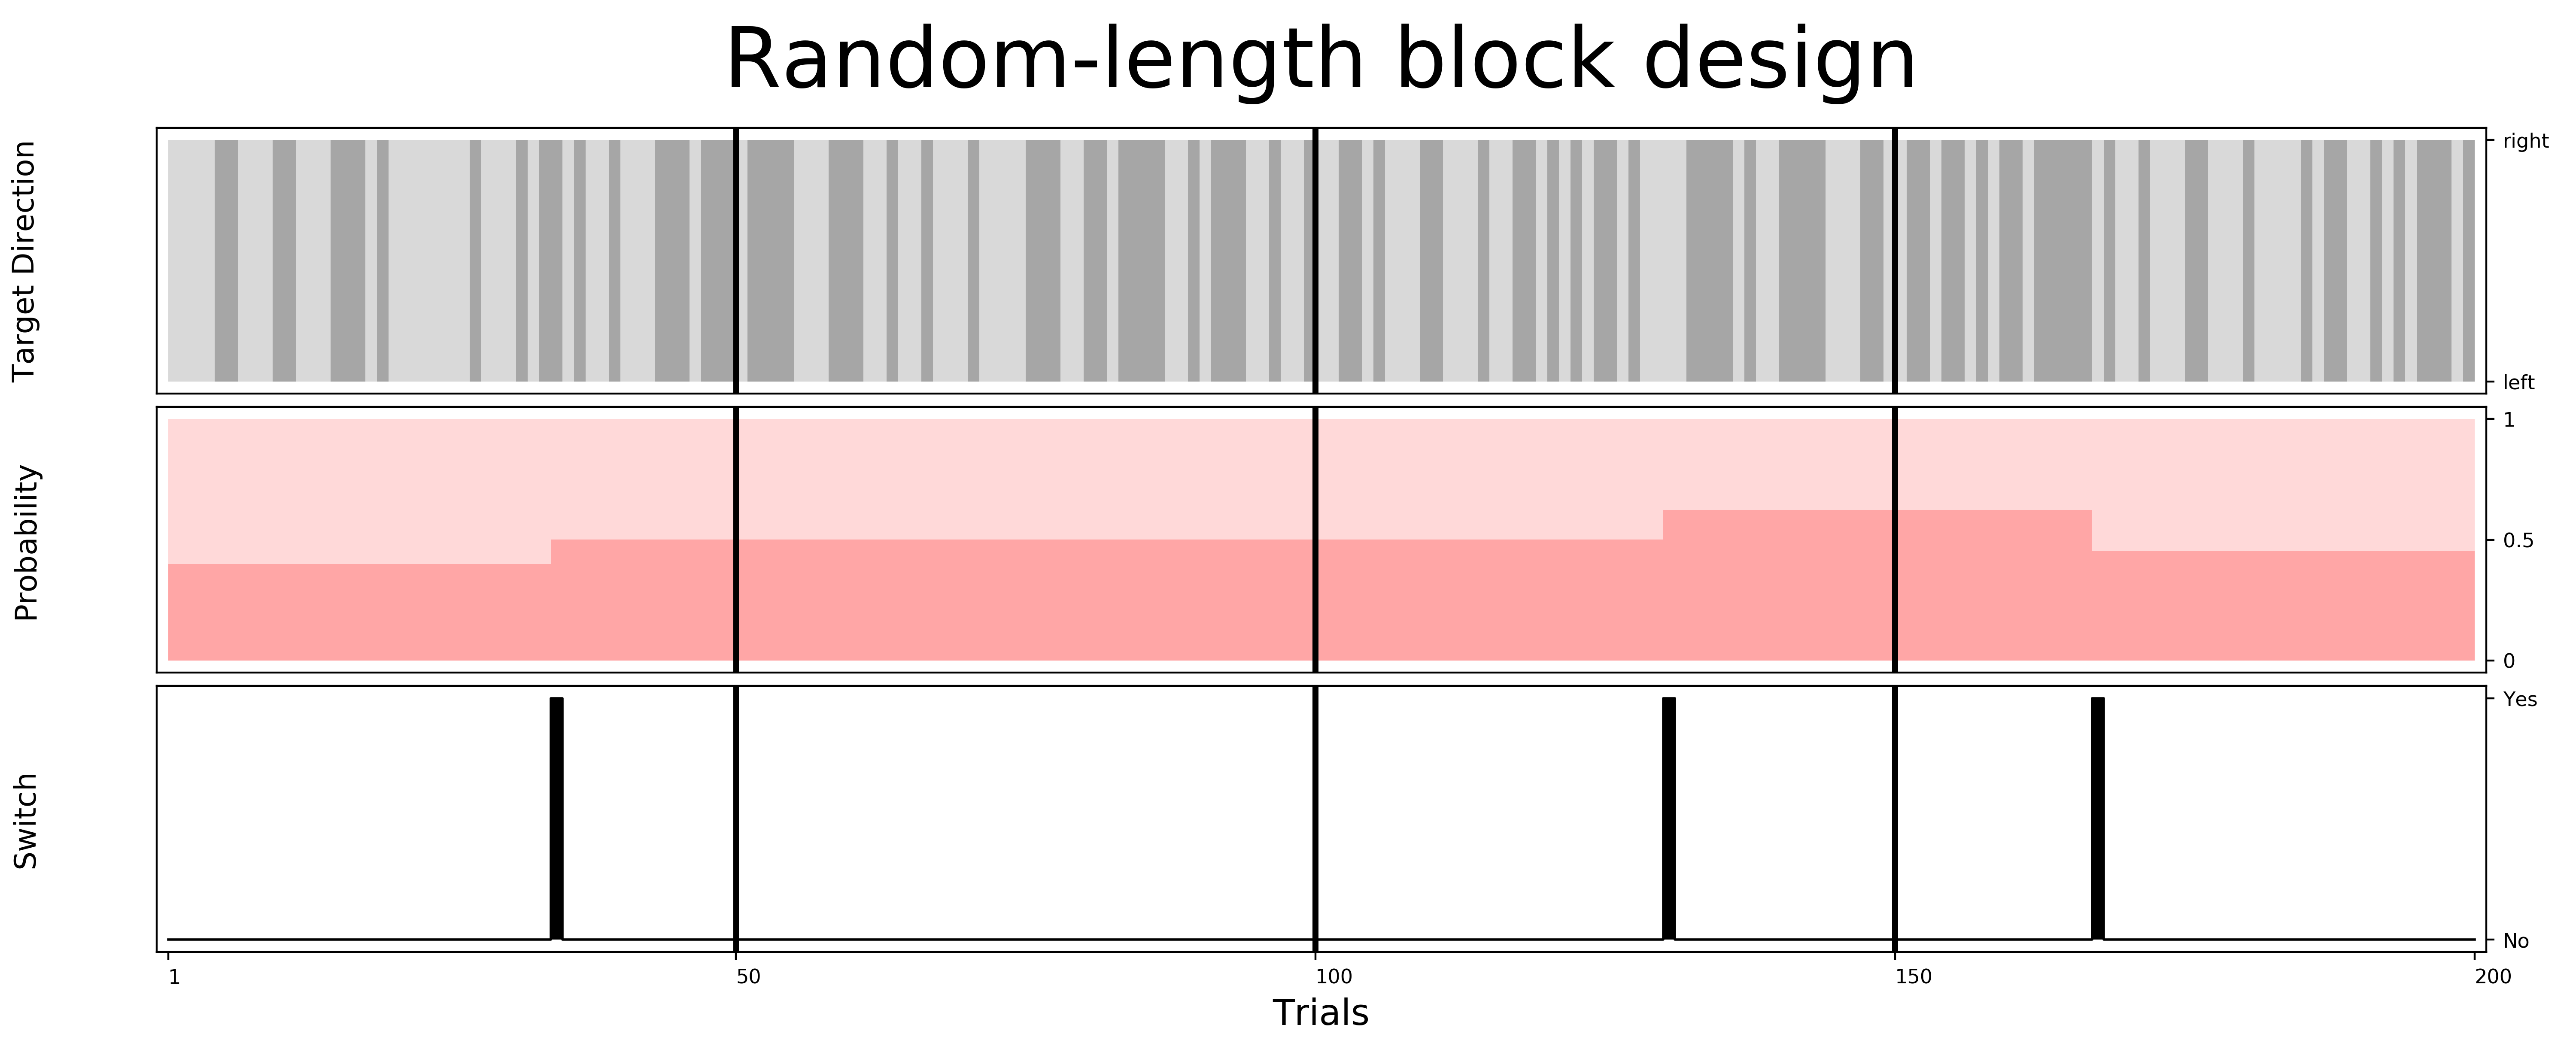 Random-length block design
Target Direction
right
left
Probability
1
0.5
0
Switch
Yes
No
1
50
100
150
200
Trials